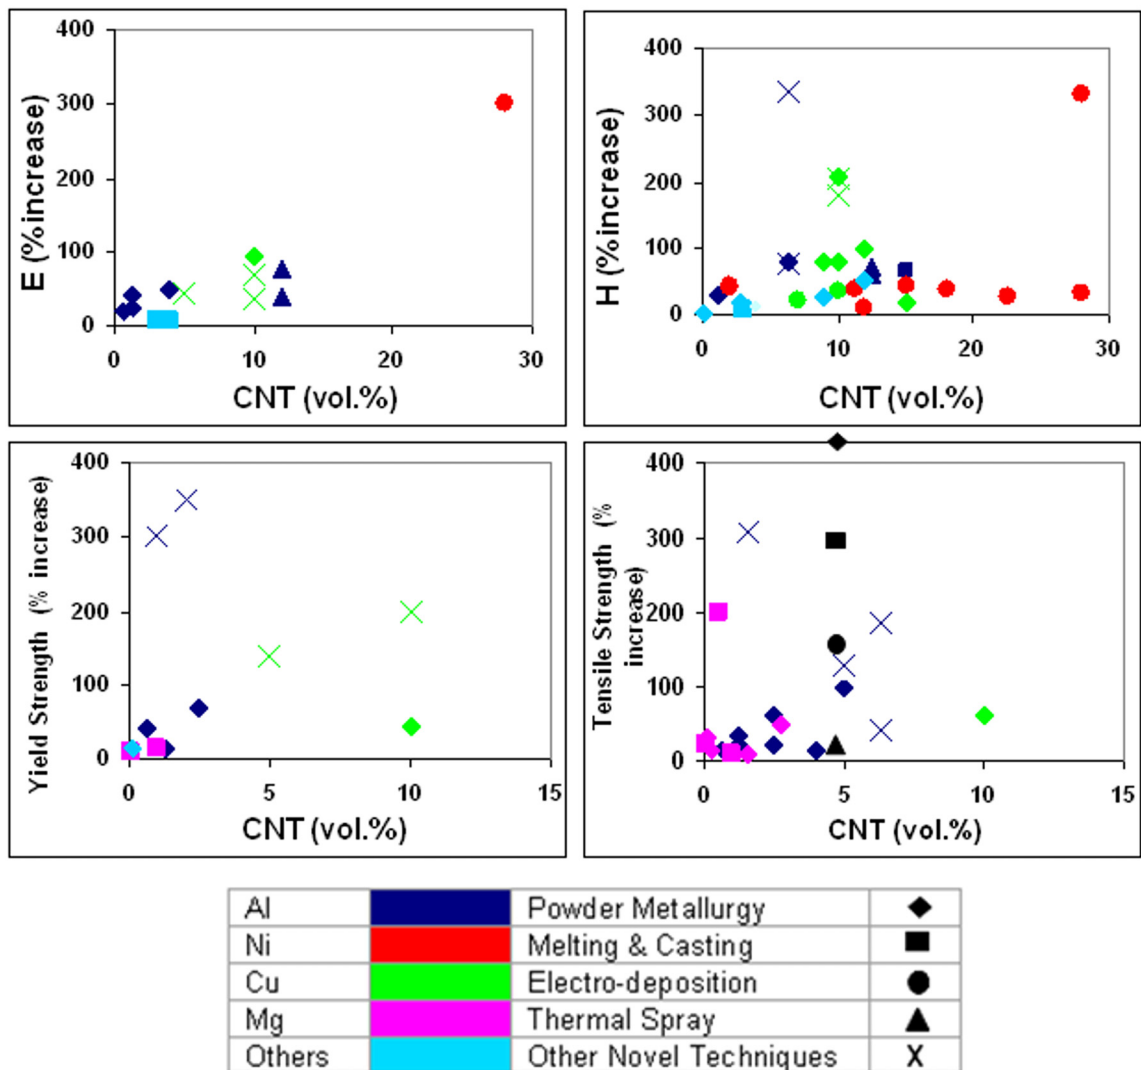 400
300
200
100
0
E (%increase)
0 10 20 30
CNT (vol.%)
400
300
200
100
0
H (%increase)
0 10 20 30
CNT (vol.%)
400
300
200
100
0
Yield Strength (% increase)
0 5 10 15
CNT (vol.%)
400
300
200
100
0
Tensile Strength (%
increase)
0 5 10 15
CNT (vol.%)
Al Powder Metallurgy
Ni Melting & Casting
Cu Electro-deposition
Mg Thermal Spray
Others Other Novel Techniques X